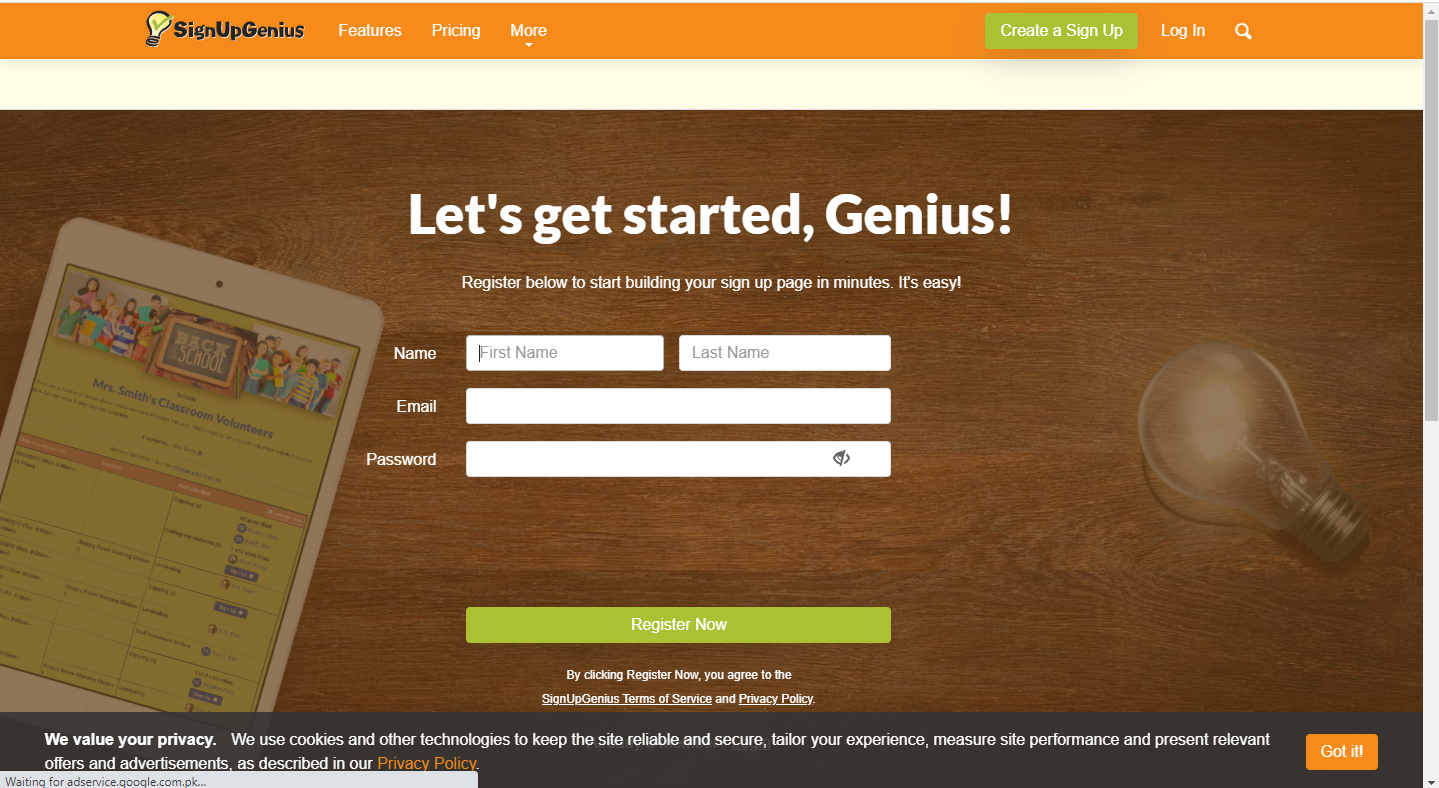 SignUpGenius Features Pricing More Create a Sign Up Log In
Let's get started, Genius!
Register below to start building your sign up page in minutes. It's easy!
Name First Name Last Name
Email
Password
BACK
to
SCHOOL
Mrs. Smith's Classroom Volunteers
Register Now
By clicking Register Now, you agree to the
SignUpGenius Terms of Service and Privacy Policy.
We value your privacy. We use cookies and other technologies to keep the site reliable and secure, tailor your experience, measure site performance and present relevant
offers and advertisements, as described in our Privacy Policy.
Got it!
Waiting for adservice.google.com.pk...